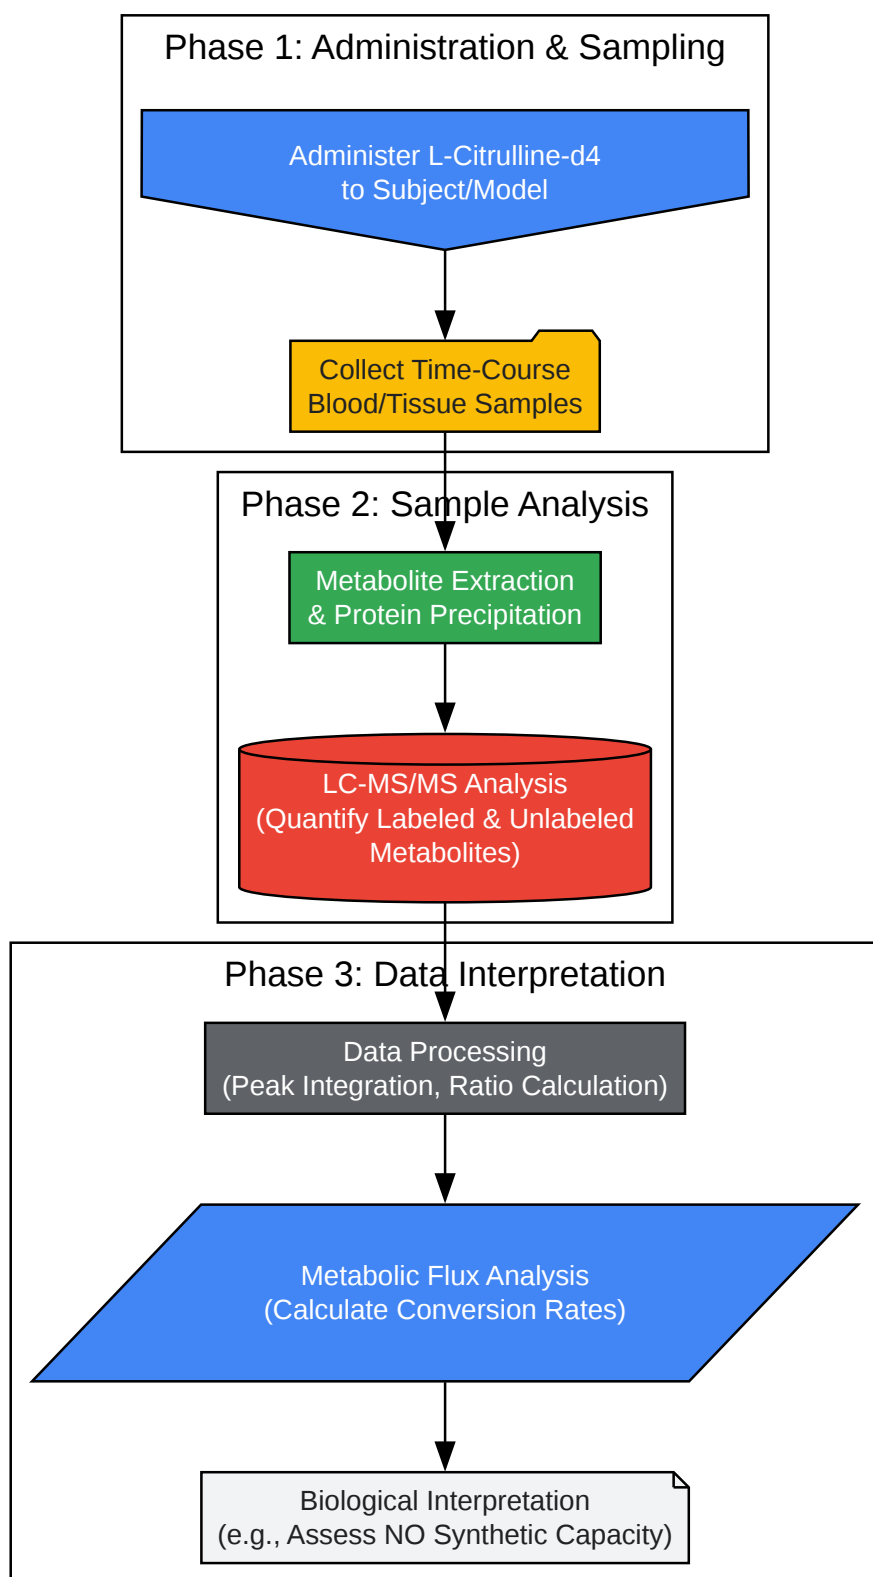 Phase 1: Administration & Sampling
Administer L-Citrulline-d4
to Subject/Model
Collect Time-Course
Blood/Tissue Samples
Phase 2: Sample Analysis
Metabolite Extraction
& Protein Precipitation
LC-MS/MS Analysis
(Quantify Labeled & Unlabeled
Metabolites)
Phase 3: Data Interpretation
Data Processing
(Peak Integration, Ratio Calculation)
Metabolic Flux Analysis
(Calculate Conversion Rates)
Biological Interpretation
(e.g., Assess NO Synthetic Capacity)